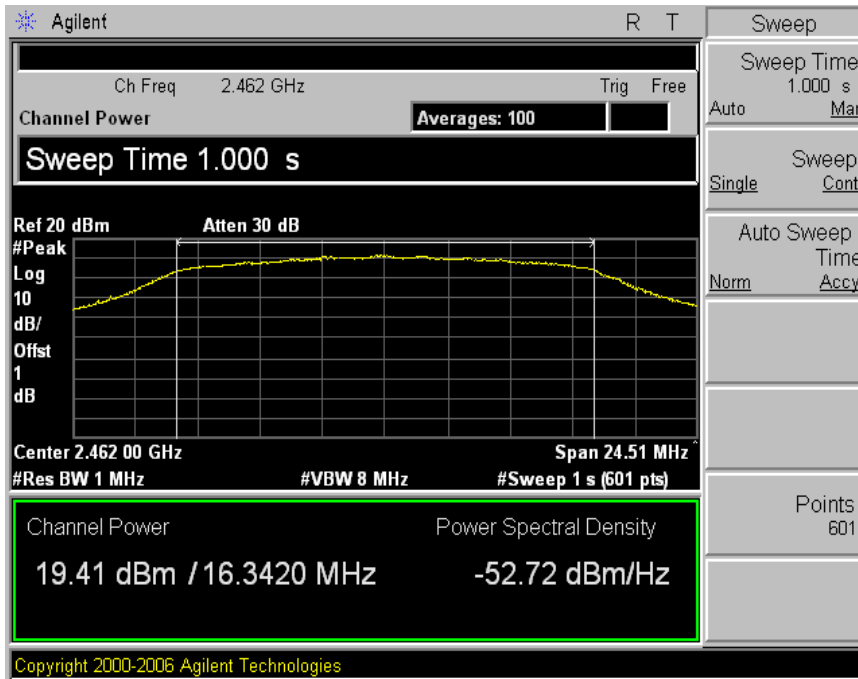 Agilent R T Sweep
Ch Freq 2.462 GHz Trig Free
Channel Power Averages: 100
Sweep Time 1.000 s
Ref 20 dBm Atten 30 dB
#Peak
Log
10
dB/
Offst
1
dB
Center 2.462 00 GHz Span 24.51 MHz^
#Res BW 1 MHz #VBW 8 MHz #Sweep 1 s (601 pts)
Channel Power Power Spectral Density
19.41 dBm / 16.3420 MHz -52.72 dBm/Hz
Copyright 2000-2006 Agilent Technologies
Sweep Time
1.000 s
Auto Man
Sweep
Single Cont
Auto Sweep
Time
Norm Accy
Points
601